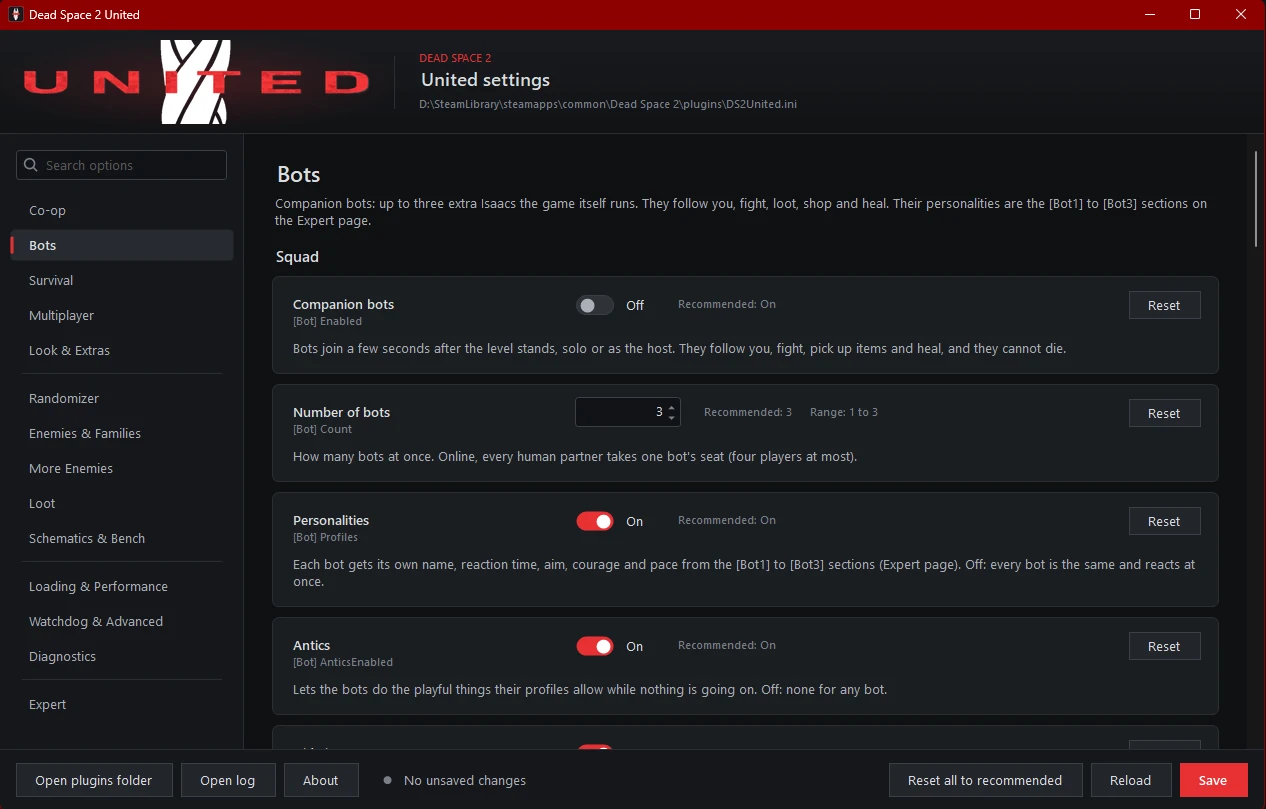 Dead Space 2 United
UNITED
DEAD SPACE 2
United settings
D:\SteamLibrary\steamapps\common\Dead Space 2\plugins\DS2United.ini
Search options
Co-op
Bots
Survival
Multiplayer
Look & Extras
Randomizer
Enemies & Families
More Enemies
Loot
Schematics & Bench
Loading & Performance
Watchdog & Advanced
Diagnostics
Expert
Bots
Companion bots: up to three extra Isaacs the game itself runs. They follow you, fight, loot, shop and heal. Their personalities are the [Bot1] to [Bot3] sections on
the Expert page.
Squad
Companion bots
Off
Recommended: On
Reset
[Bot] Enabled
Bots join a few seconds after the level stands, solo or as the host. They follow you, fight, pick up items and heal, and they cannot die.
Number of bots
3
Recommended: 3
Range: 1 to 3
Reset
[Bot] Count
How many bots at once. Online, every human partner takes one bot's seat (four players at most).
Personalities
On
Recommended: On
Reset
[Bot] Profiles
Each bot gets its own name, reaction time, aim, courage and pace from the [Bot1] to [Bot3] sections (Expert page). Off: every bot is the same and reacts at
once.
Antics
On
Recommended: On
Reset
[Bot] AnticsEnabled
Lets the bots do the playful things their profiles allow while nothing is going on. Off: none for any bot.
Open plugins folder
Open log
About
No unsaved changes
Reset all to recommended
Reload
Save